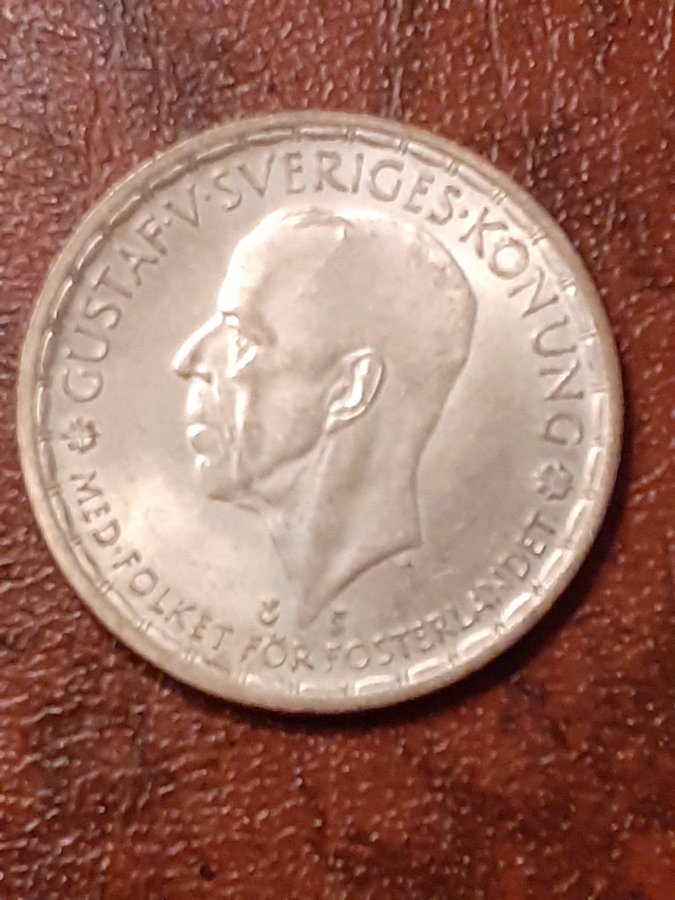 GUSTAF·V·SVERIGES·KONUNG
MED·FOLKET FÖR FOSTERLANDET